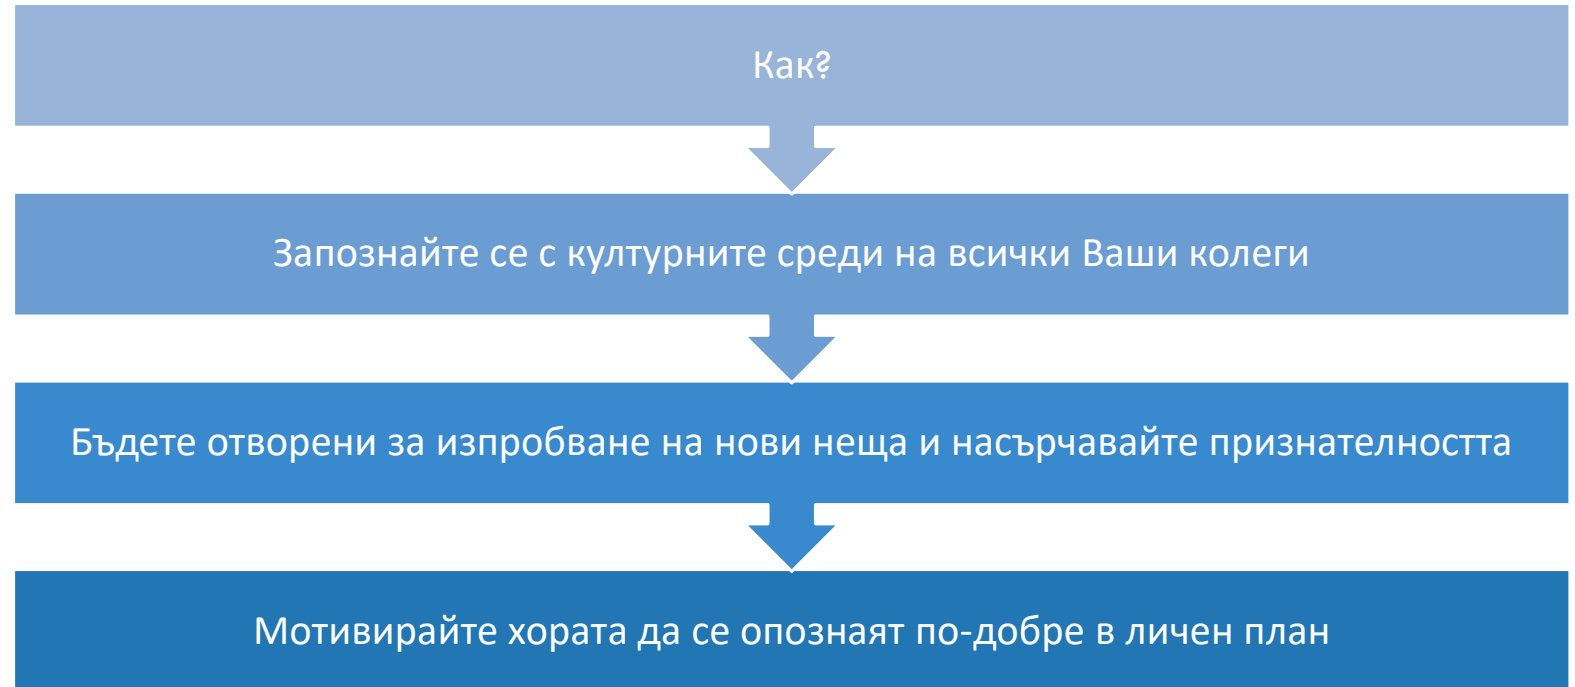 Как?
Запознайте се с културните среди на всички Ваши колеги
Бъдете отворени за изпробване на нови неща и насърчавайте признателността
Мотивирайте хората да се опознаят по-добре в личен план